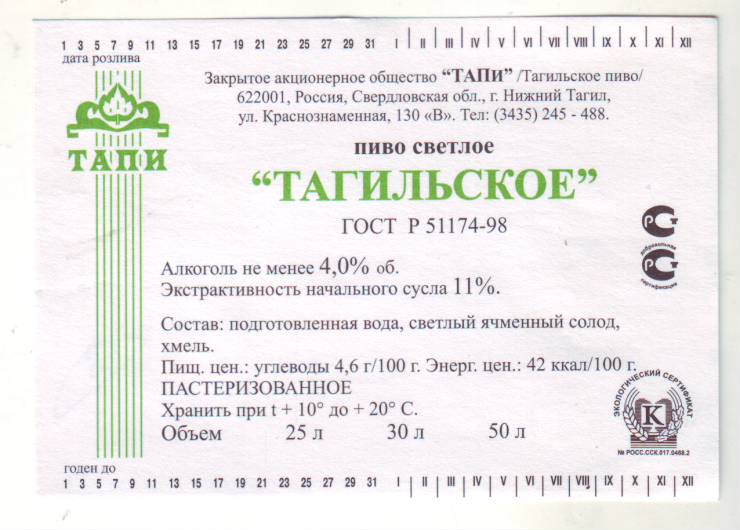 1 3 5 7 9 11 13 15 17 19 21 23 25 27 29 31 I II III IV V VI VII VIII IX X XI XII
дата розлива
ТАПИ
Закрытое акционерное общество “ТАПи” /Тагильское пиво/
622001, Россия, Свердловская обл., г. Нижний Тагил,
ул. Краснознаменная, 130 «В». Тел: (3435) 245 - 488.
пиво светлое
“ТАГИЛЬСКОЕ”
ГОСТ Р 51174-98
РСТ
добровольная
РСТ
сертификация
Алкоголь не менее 4,0% об.
Экстрактивность начального сусла 11%.
Состав: подготовленная вода, светлый ячменный солод,
хмель.
Пищ. цен.: углеводы 4,6 г/100 г. Энерг. цен.: 42 ккал/100 г.
ПАСТЕРИЗОВАННОЕ
Хранить при t + 10° до + 20° С.
Объем 25 л 30 л 50 л
ЭКОЛОГИЧЕСКИЙ СЕРТИФИКАТ
К
№ РОСС.ССК.017.0468.2
годен до
1 3 5 7 9 11 13 15 17 19 21 23 25 27 29 31 I II III IV V VI VII VIII IX X XI XII